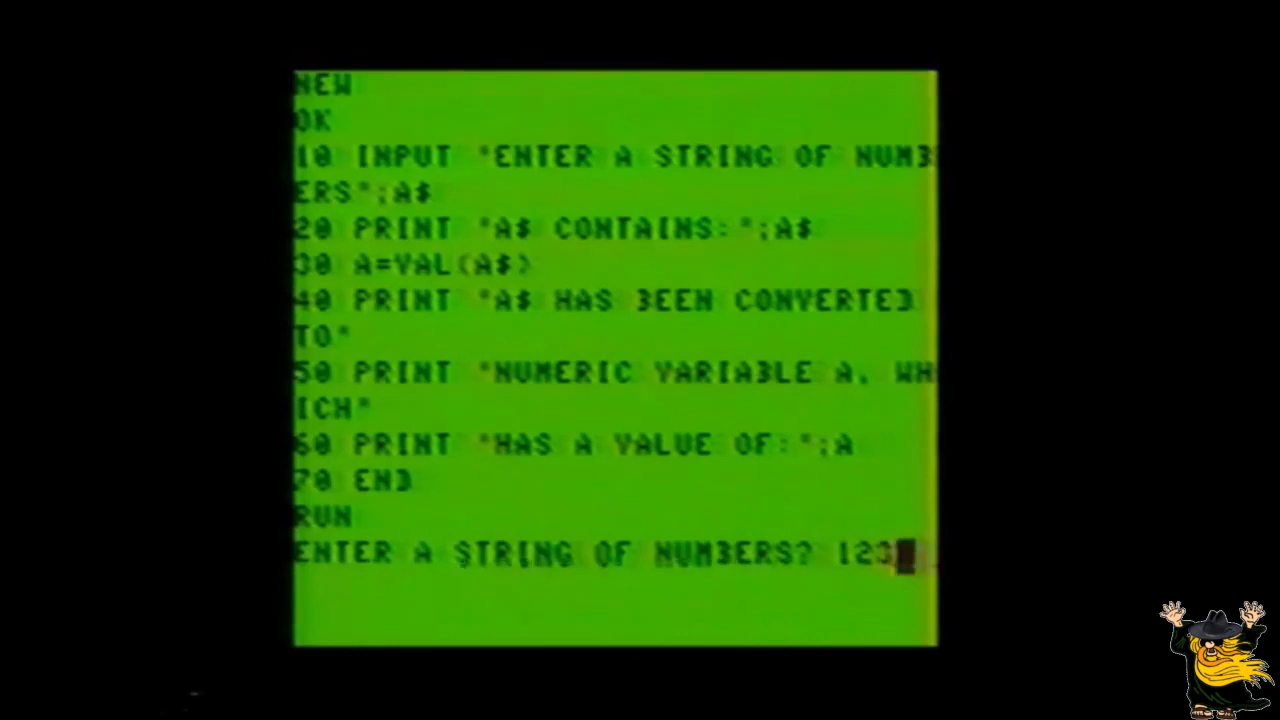 NEW
OK
10 INPUT "ENTER A STRING OF NUMB
ERS";A$
20 PRINT "A$ CONTAINS:";A$
30 A=VAL(A$)
40 PRINT "A$ HAS BEEN CONVERTED
TO"
50 PRINT "NUMERIC VARIABLE A, WH
ICH"
60 PRINT "HAS A VALUE OF:";A
70 END
RUN
ENTER A STRING OF NUMBERS? 123